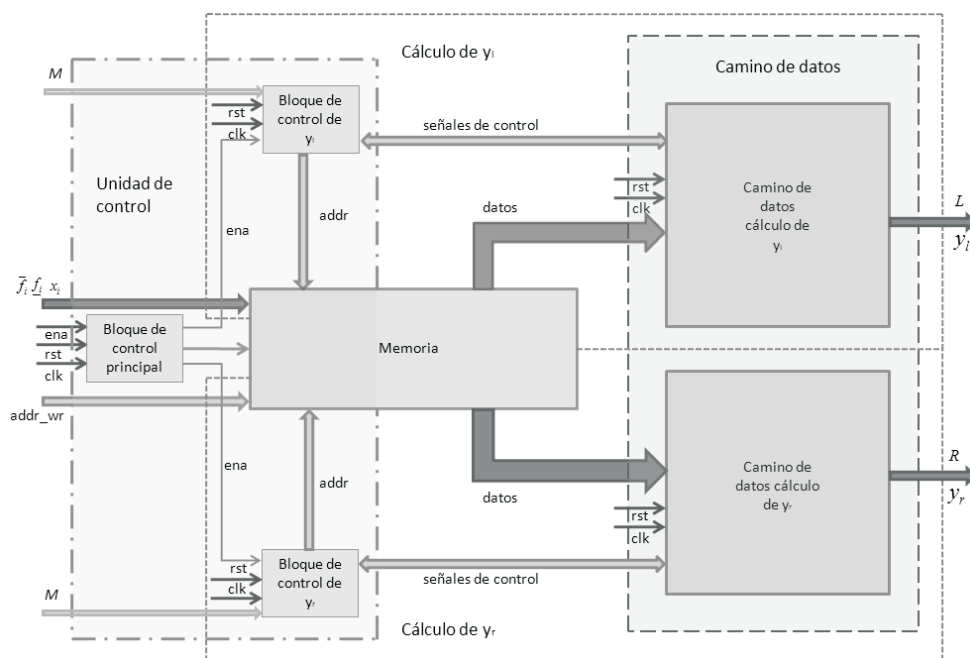 Cálculo de yl
M
Camino de datos
Bloque de
control de
yl
rst
clk
señales de control
Unidad de
control
ena
addr
datos
rst
clk
Camino de
datos
cálculo de
yl
L
yl
f̅i f̲i xi
ena
rst
clk
Bloque de
control
principal
Memoria
addr_wr
ena
addr
datos
Camino de
datos cálculo
de yr
R
yr
rst
clk
rst
clk
Bloque de
control de
yr
señales de control
M
Cálculo de yr